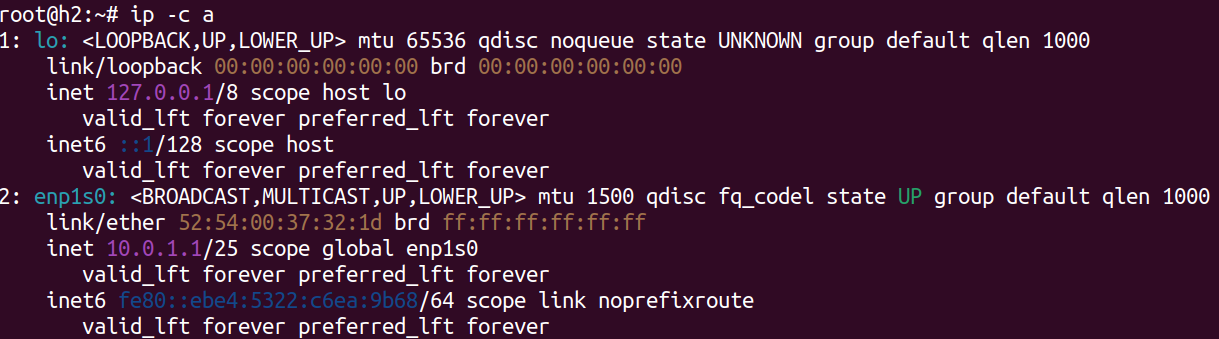 root@h2:~# ip -c a
1: lo: <LOOPBACK,UP,LOWER_UP> mtu 65536 qdisc noqueue state UNKNOWN group default qlen 1000
    link/loopback 00:00:00:00:00:00 brd 00:00:00:00:00:00
    inet 127.0.0.1/8 scope host lo
       valid_lft forever preferred_lft forever
    inet6 ::1/128 scope host
       valid_lft forever preferred_lft forever
2: enp1s0: <BROADCAST,MULTICAST,UP,LOWER_UP> mtu 1500 qdisc fq_codel state UP group default qlen 1000
    link/ether 52:54:00:37:32:1d brd ff:ff:ff:ff:ff:ff
    inet 10.0.1.1/25 scope global enp1s0
       valid_lft forever preferred_lft forever
    inet6 fe80::ebe4:5322:c6ea:9b68/64 scope link noprefixroute
       valid_lft forever preferred_lft forever